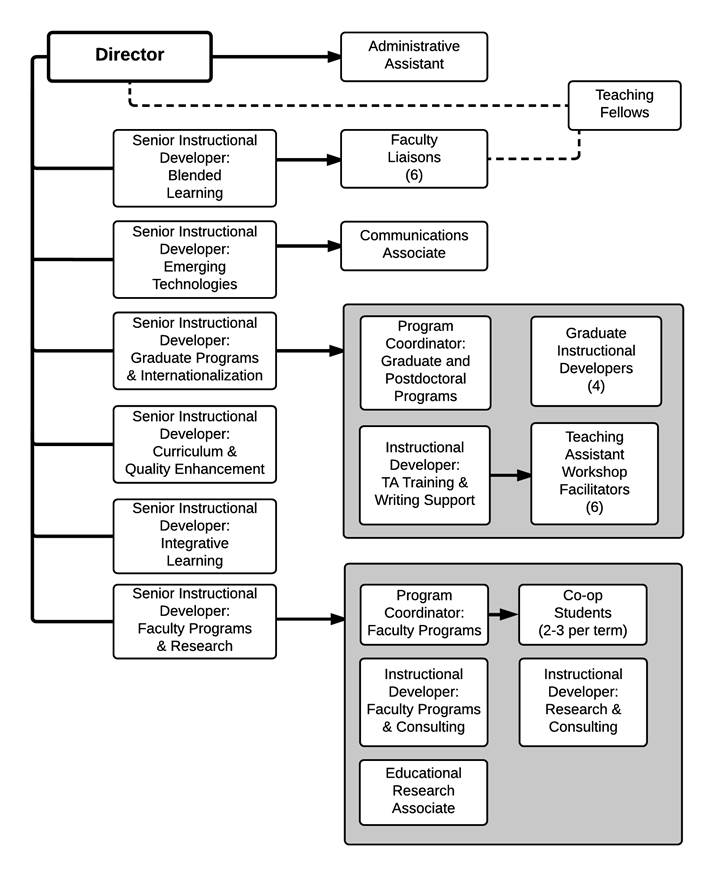 Director
Administrative
Assistant
Teaching
Fellows
Senior Instructional
Developer:
Blended
Learning
Faculty
Liaisons
(6)
Senior Instructional
Developer:
Emerging
Technologies
Communications
Associate
Senior Instructional
Developer:
Graduate Programs
& Internationalization
Program
Coordinator:
Graduate and
Postdoctoral
Programs
Graduate
Instructional
Developers
(4)
Senior Instructional
Developer:
Curriculum &
Quality Enhancement
Instructional
Developer:
TA Training &
Writing Support
Teaching
Assistant
Workshop
Facilitators
(6)
Senior Instructional
Developer:
Integrative
Learning
Senior Instructional
Developer:
Faculty Programs
& Research
Program
Coordinator:
Faculty Programs
Co-op
Students
(2-3 per term)
Instructional
Developer:
Faculty Programs
& Consulting
Instructional
Developer:
Research &
Consulting
Educational
Research
Associate